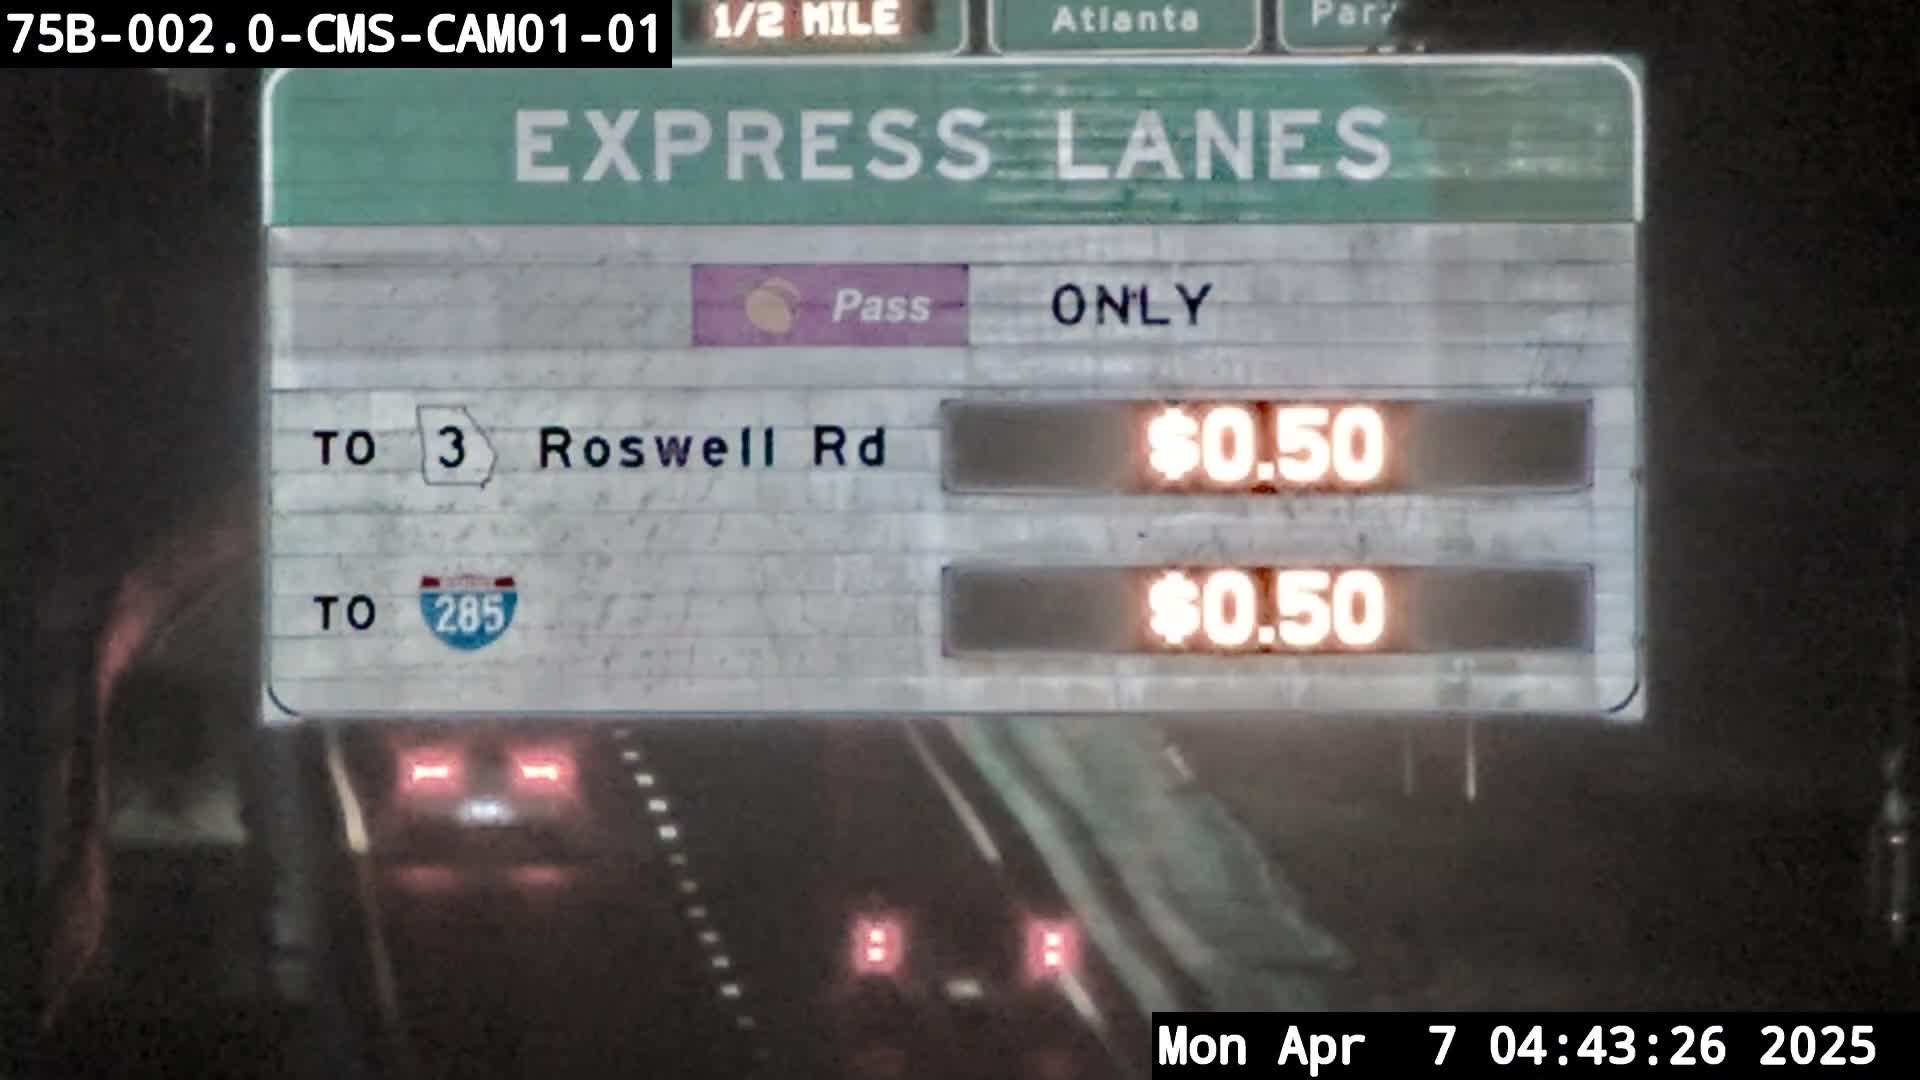 75B-002.0-CMS-CAM01-01
1/2 MILE
Atlanta
EXPRESS LANES
Pass ONLY
TO 3 Roswell Rd $0.50
TO 285 $0.50
Mon Apr 7 04:43:26 2025